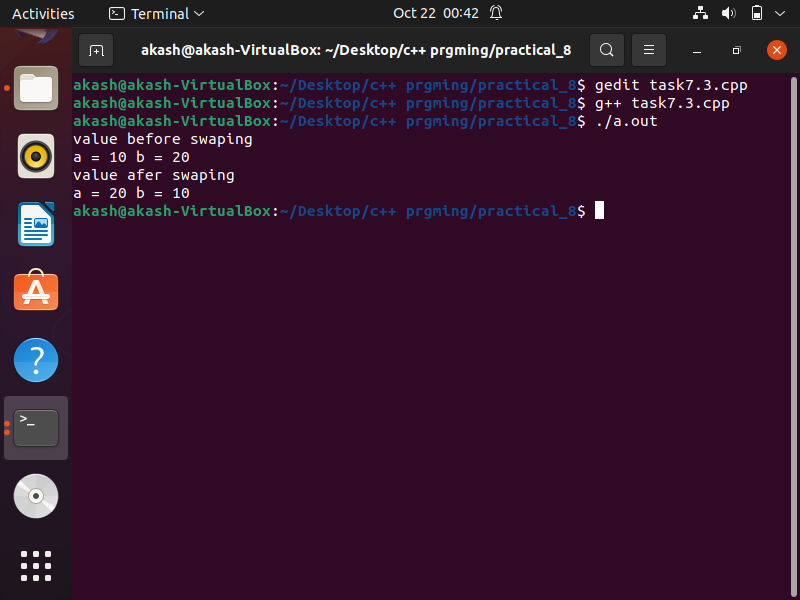 Activities Terminal Oct 22 00:42
akash@akash-VirtualBox: ~/Desktop/c++ prgming/practical_8
akash@akash-VirtualBox:~/Desktop/c++ prgming/practical_8$ gedit task7.3.cpp
akash@akash-VirtualBox:~/Desktop/c++ prgming/practical_8$ g++ task7.3.cpp
akash@akash-VirtualBox:~/Desktop/c++ prgming/practical_8$ ./a.out
value before swaping
a = 10 b = 20
value afer swaping
a = 20 b = 10
akash@akash-VirtualBox:~/Desktop/c++ prgming/practical_8$